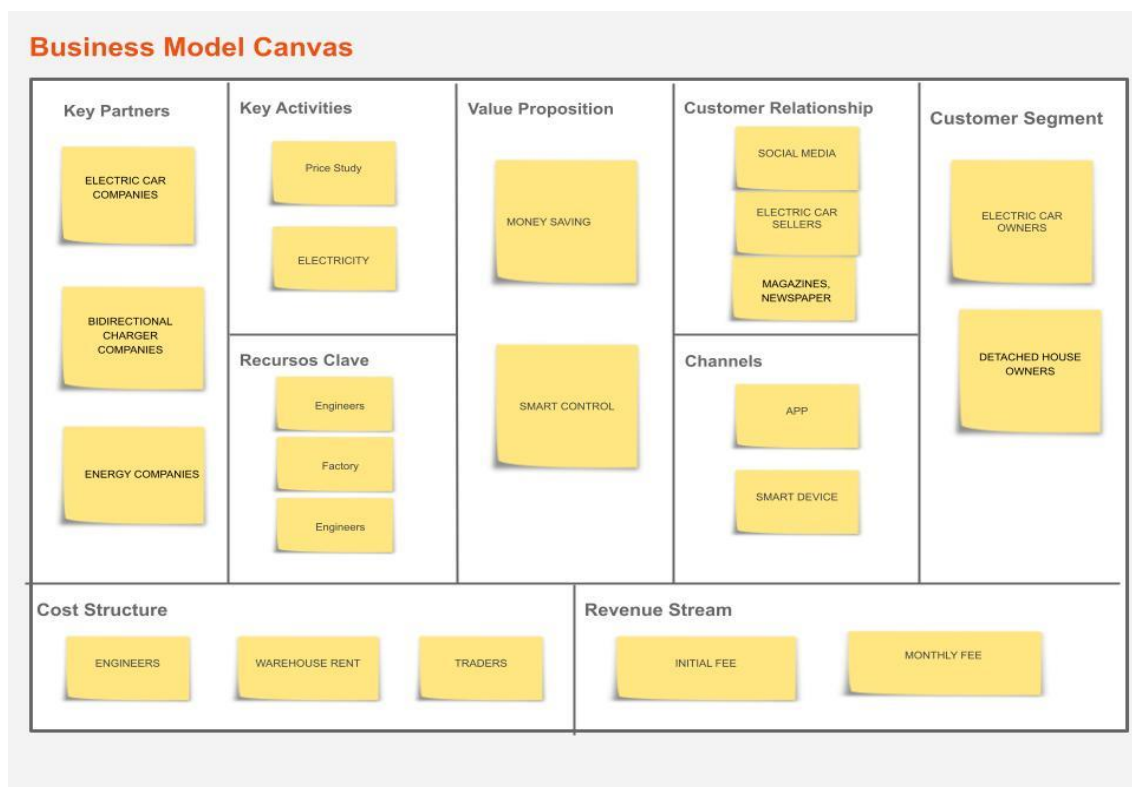 Business Model Canvas
Key Partners
ELECTRIC CAR
COMPANIES
BIDIRECTIONAL
CHARGER
COMPANIES
ENERGY COMPANIES
Key Activities
Price Study
ELECTRICITY
Recursos Clave
Engineers
Factory
Engineers
Value Proposition
MONEY SAVING
SMART CONTROL
Customer Relationship
SOCIAL MEDIA
ELECTRIC CAR
SELLERS
MAGAZINES,
NEWSPAPER
Channels
APP
SMART DEVICE
Customer Segment
ELECTRIC CAR
OWNERS
DETACHED HOUSE
OWNERS
Cost Structure
ENGINEERS
WAREHOUSE RENT
TRADERS
Revenue Stream
INITIAL FEE
MONTHLY FEE